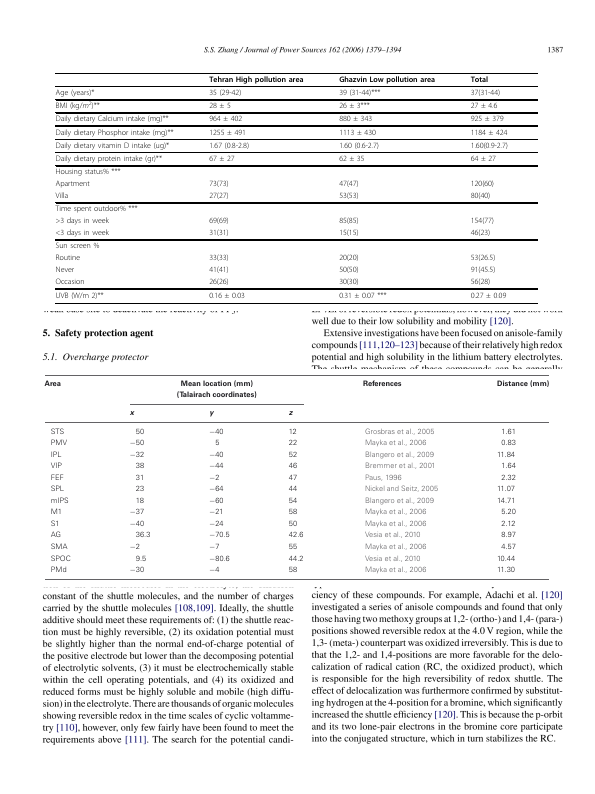 S.S. Zhang / Journal of Power Sources 162 (2006) 1379–1394 1387
Tehran High pollution area Ghazvin Low pollution area Total
Age (years)* 35 (29-42) 39 (31-44)*** 37(31-44)
BMI (kg/m²)** 28 ± 5 26 ± 3*** 27 ± 4.6
Daily dietary Calcium intake (mg)** 964 ± 402 880 ± 343 925 ± 379
Daily dietary Phosphor intake (mg)** 1255 ± 491 1113 ± 430 1184 ± 424
Daily dietary vitamin D intake (ug)* 1.67 (0.8-2.8) 1.60 (0.6-2.7) 1.60(0.9-2.7)
Daily dietary protein intake (gr)** 67 ± 27 62 ± 35 64 ± 27
Housing status% ***
Apartment 73(73) 47(47) 120(60)
Villa 27(27) 53(53) 80(40)
Time spent outdoor% ***
>3 days in week 69(69) 85(85) 154(77)
<3 days in week 31(31) 15(15) 46(23)
Sun screen %
Routine 33(33) 20(20) 53(26.5)
Never 41(41) 50(50) 91(45.5)
Occasion 26(26) 30(30) 56(28)
UVB (W/m 2)** 0.16 ± 0.03 0.31 ± 0.07 *** 0.27 ± 0.09
5. Safety protection agent
5.1. Overcharge protector
well due to their low solubility and mobility [120].
Extensive investigations have been focused on anisole-family
compounds [111,120–123] because of their relatively high redox
potential and high solubility in the lithium battery electrolytes.
The shuttle mechanism of these compounds can be generally
Area Mean location (mm) References Distance (mm)
(Talairach coordinates)
x y z
STS 50 −40 12 Grosbras et al., 2005 1.61
PMV −50 5 22 Mayka et al., 2006 0.83
IPL −32 −40 52 Blangero et al., 2009 11.84
VIP 38 −44 46 Bremmer et al., 2001 1.64
FEF 31 −2 47 Paus, 1996 2.32
SPL 23 −64 44 Nickel and Seitz, 2005 11.07
mIPS 18 −60 54 Blangero et al., 2009 14.71
M1 −37 −21 58 Mayka et al., 2006 5.20
S1 −40 −24 50 Mayka et al., 2006 2.12
AG 36.3 −70.5 42.6 Vesia et al., 2010 8.97
SMA −2 −7 55 Mayka et al., 2006 4.57
SPOC 9.5 −80.6 44.2 Vesia et al., 2010 10.44
PMd −30 −4 58 Mayka et al., 2006 11.30
constant of the shuttle molecules, and the number of charges
carried by the shuttle molecules [108,109]. Ideally, the shuttle
additive should meet these requirements of: (1) the shuttle reac-
tion must be highly reversible, (2) its oxidation potential must
be slightly higher than the normal end-of-charge potential of
the positive electrode but lower than the decomposing potential
of electrolytic solvents, (3) it must be electrochemically stable
within the cell operating potentials, and (4) its oxidized and
reduced forms must be highly soluble and mobile (high diffu-
sion) in the electrolyte. There are thousands of organic molecules
showing reversible redox in the time scales of cyclic voltamme-
try [110], however, only few fairly have been found to meet the
requirements above [111]. The search for the potential candi-
ciency of these compounds. For example, Adachi et al. [120]
investigated a series of anisole compounds and found that only
those having two methoxy groups at 1,2- (ortho-) and 1,4- (para-)
positions showed reversible redox at the 4.0 V region, while the
1,3- (meta-) counterpart was oxidized irreversibly. This is due to
that the 1,2- and 1,4-positions are more favorable for the delo-
calization of radical cation (RC, the oxidized product), which
is responsible for the high reversibility of redox shuttle. The
effect of delocalization was furthermore confirmed by substitut-
ing hydrogen at the 4-position for a bromine, which significantly
increased the shuttle efficiency [120]. This is because the p-orbit
and its two lone-pair electrons in the bromine core participate
into the conjugated structure, which in turn stabilizes the RC.